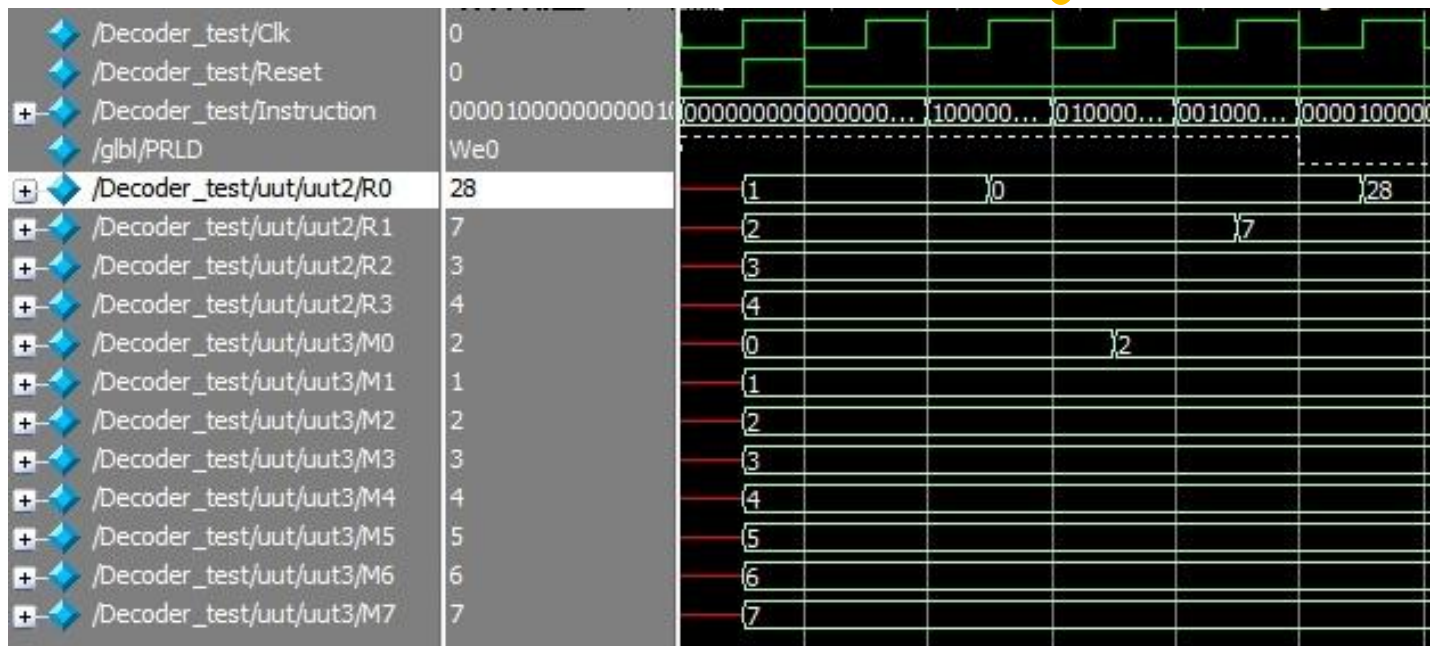 /Decoder_test/Clk 0
/Decoder_test/Reset 0
/Decoder_test/Instruction 000010000000000010 0000000000000000... 100000... 010000... 001000... 0000100000
/glbl/PRLD We0
/Decoder_test/uut/uut2/R0 28 1 0 28
/Decoder_test/uut/uut2/R1 7 2 7
/Decoder_test/uut/uut2/R2 3 3
/Decoder_test/uut/uut2/R3 4 4
/Decoder_test/uut/uut3/M0 2 0 2
/Decoder_test/uut/uut3/M1 1 1
/Decoder_test/uut/uut3/M2 2 2
/Decoder_test/uut/uut3/M3 3 3
/Decoder_test/uut/uut3/M4 4 4
/Decoder_test/uut/uut3/M5 5 5
/Decoder_test/uut/uut3/M6 6 6
/Decoder_test/uut/uut3/M7 7 7